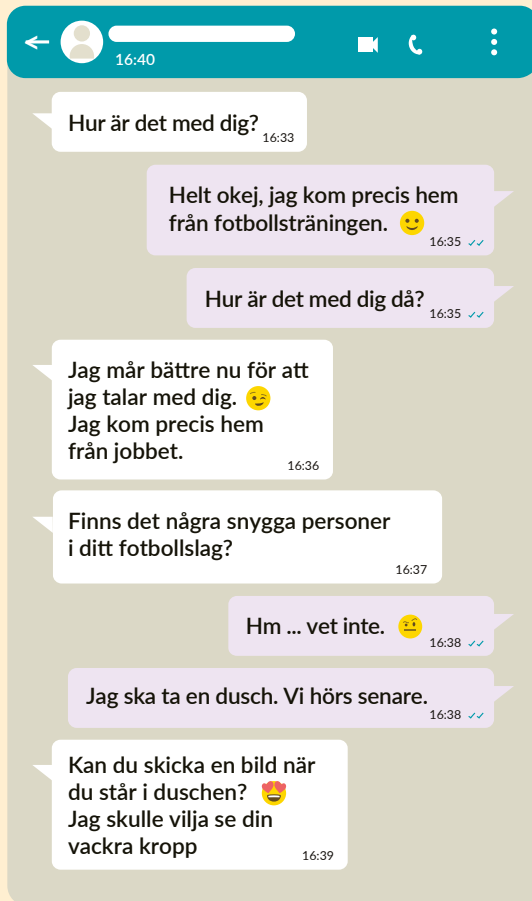 16:40
Hur är det med dig?
16:33
Helt okej, jag kom precis hem
från fotbollsträningen. 🙂
16:35
Hur är det med dig då?
16:35
Jag mår bättre nu för att
jag talar med dig. 😉
Jag kom precis hem
från jobbet.
16:36
Finns det några snygga personer
i ditt fotbollslag?
16:37
Hm ... vet inte. 🤨
16:38
Jag ska ta en dusch. Vi hörs senare.
16:38
Kan du skicka en bild när
du står i duschen? 😍
Jag skulle vilja se din
vackra kropp
16:39